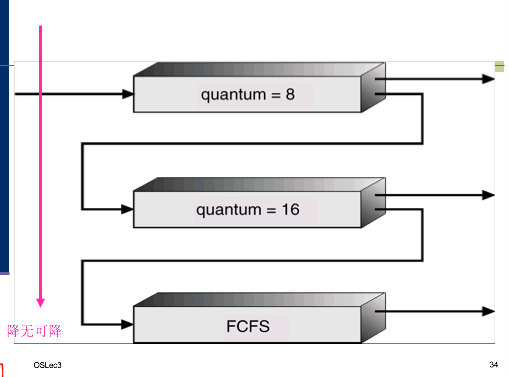 quantum = 8
quantum = 16
FCFS
降无可降
OSLec3
34